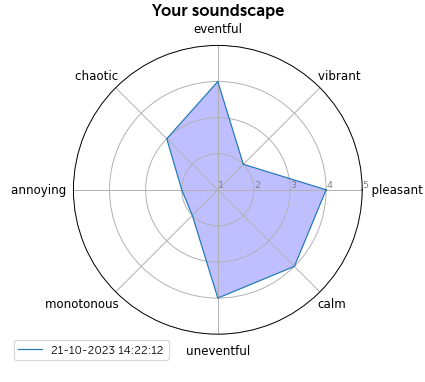 Your soundscape
eventful
chaotic
vibrant
annoying
1 2 3 4 5
pleasant
monotonous
calm
uneventful
21-10-2023 14:22:12